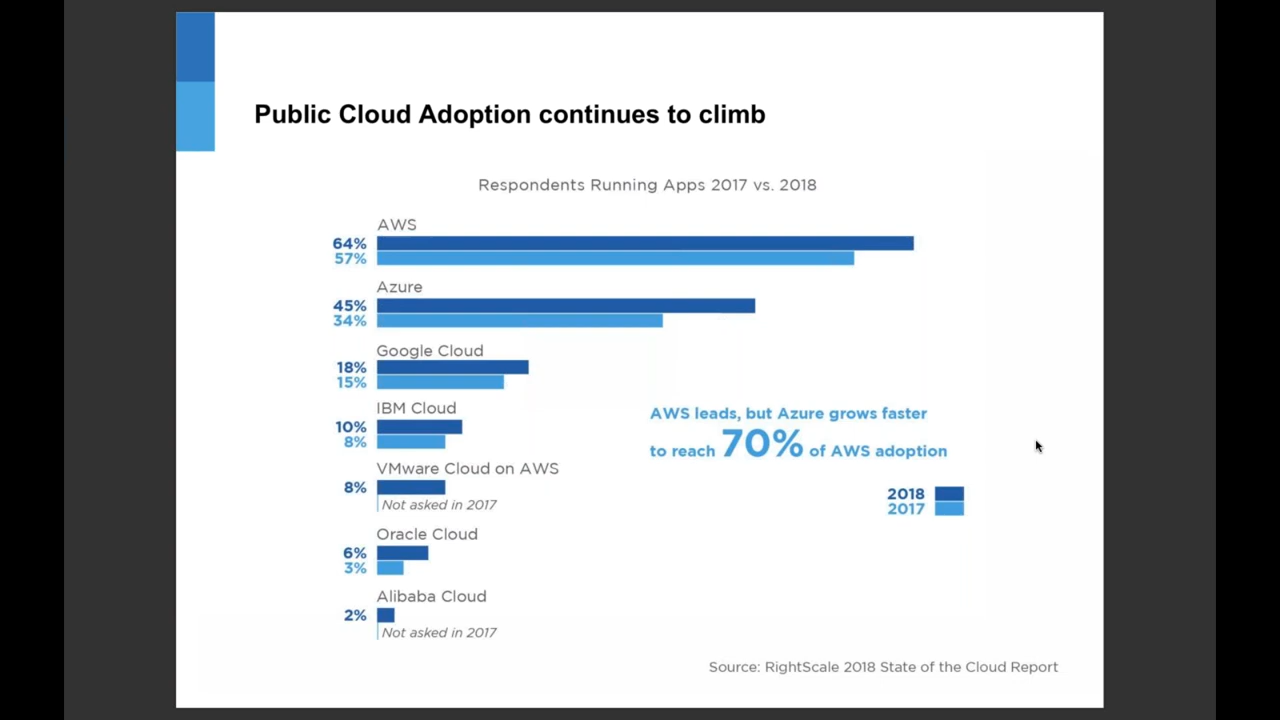 Public Cloud Adoption continues to climb
Respondents Running Apps 2017 vs. 2018
AWS
64%
57%
Azure
45%
34%
Google Cloud
18%
15%
IBM Cloud
10%
8%
VMware Cloud on AWS
8%
Not asked in 2017
Oracle Cloud
6%
3%
Alibaba Cloud
2%
Not asked in 2017
AWS leads, but Azure grows faster
to reach 70% of AWS adoption
2018
2017
Source: RightScale 2018 State of the Cloud Report